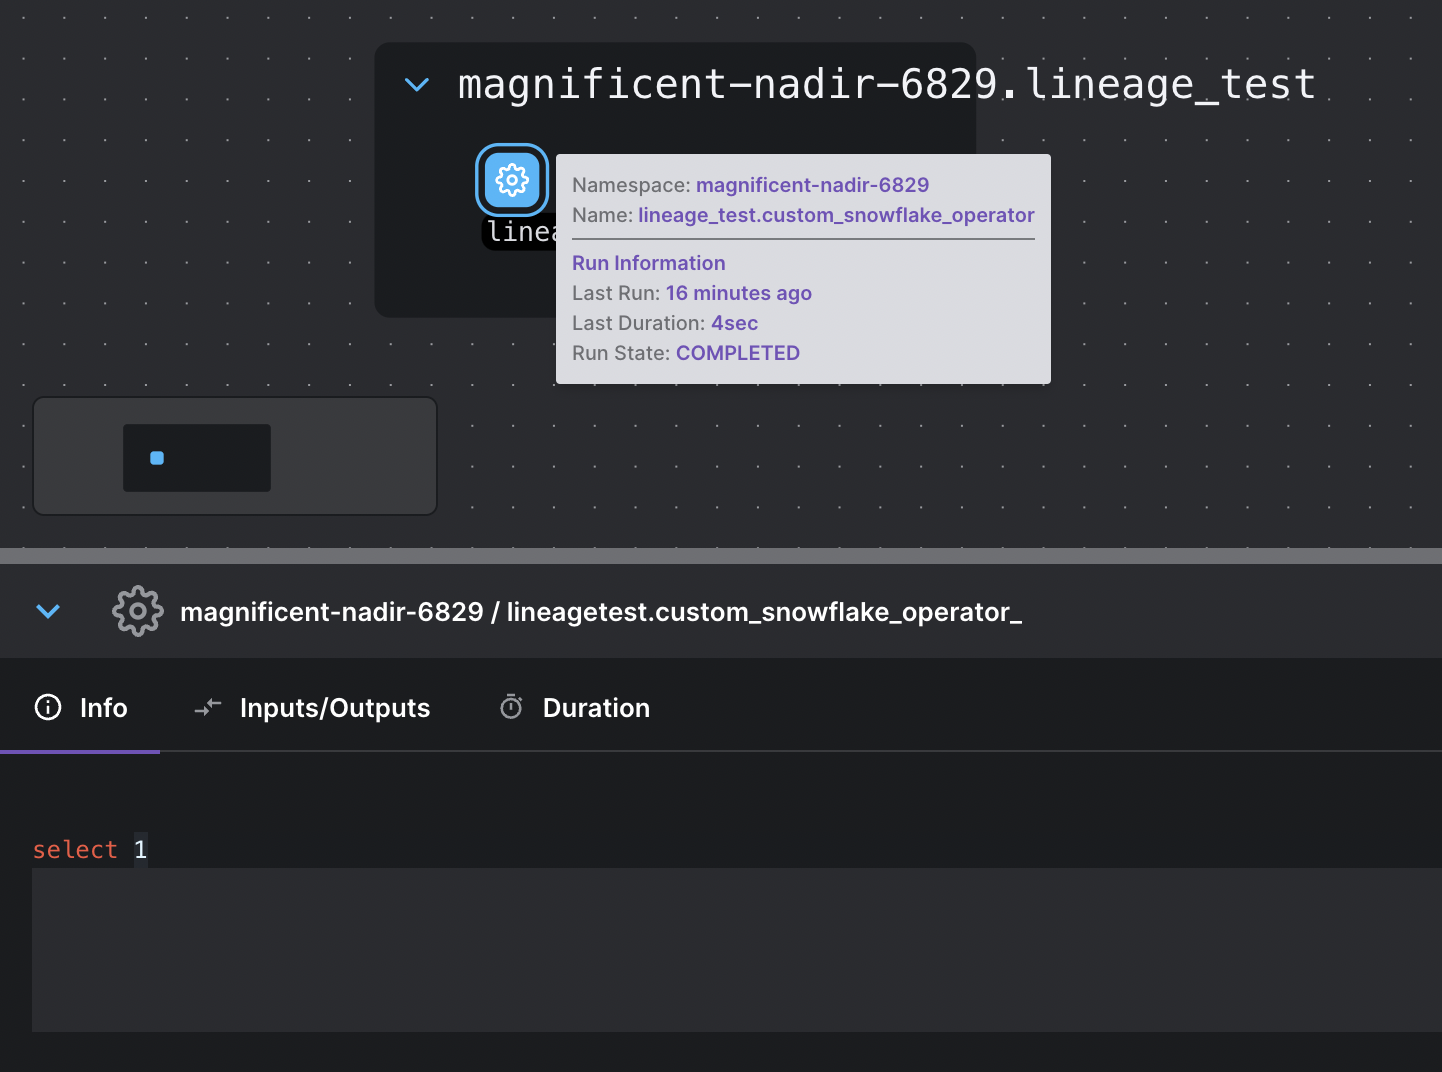 magnificent-nadir-6829.lineage_test
Namespace: magnificent-nadir-6829
Name: lineage_test.custom_snowflake_operator
linea
Run Information
Last Run: 16 minutes ago
Last Duration: 4sec
Run State: COMPLETED
magnificent-nadir-6829 / lineagetest.custom_snowflake_operator_
Info
Inputs/Outputs
Duration
select 1